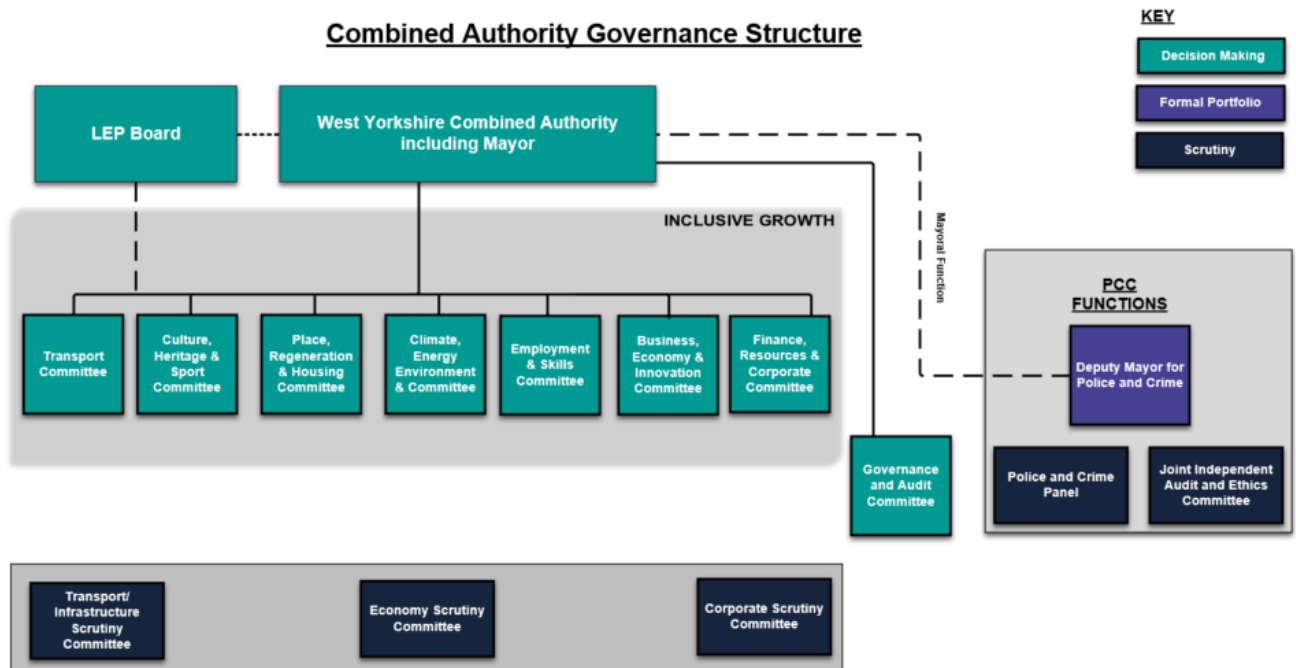 Combined Authority Governance Structure
KEY
Decision Making
Formal Portfolio
Scrutiny
LEP Board
West Yorkshire Combined Authority
including Mayor
Mayoral Function
INCLUSIVE GROWTH
Transport
Committee
Culture,
Heritage &
Sport
Committee
Place,
Regeneration
& Housing
Committee
Climate,
Energy
Environment
& Committee
Employment
& Skills
Committee
Business,
Economy &
Innovation
Committee
Finance,
Resources &
Corporate
Committee
Governance
and Audit
Committee
PCC
FUNCTIONS
Deputy Mayor for
Police and Crime
Police and Crime
Panel
Joint Independent
Audit and Ethics
Committee
Transport/
Infrastructure
Scrutiny
Committee
Economy Scrutiny
Committee
Corporate Scrutiny
Committee